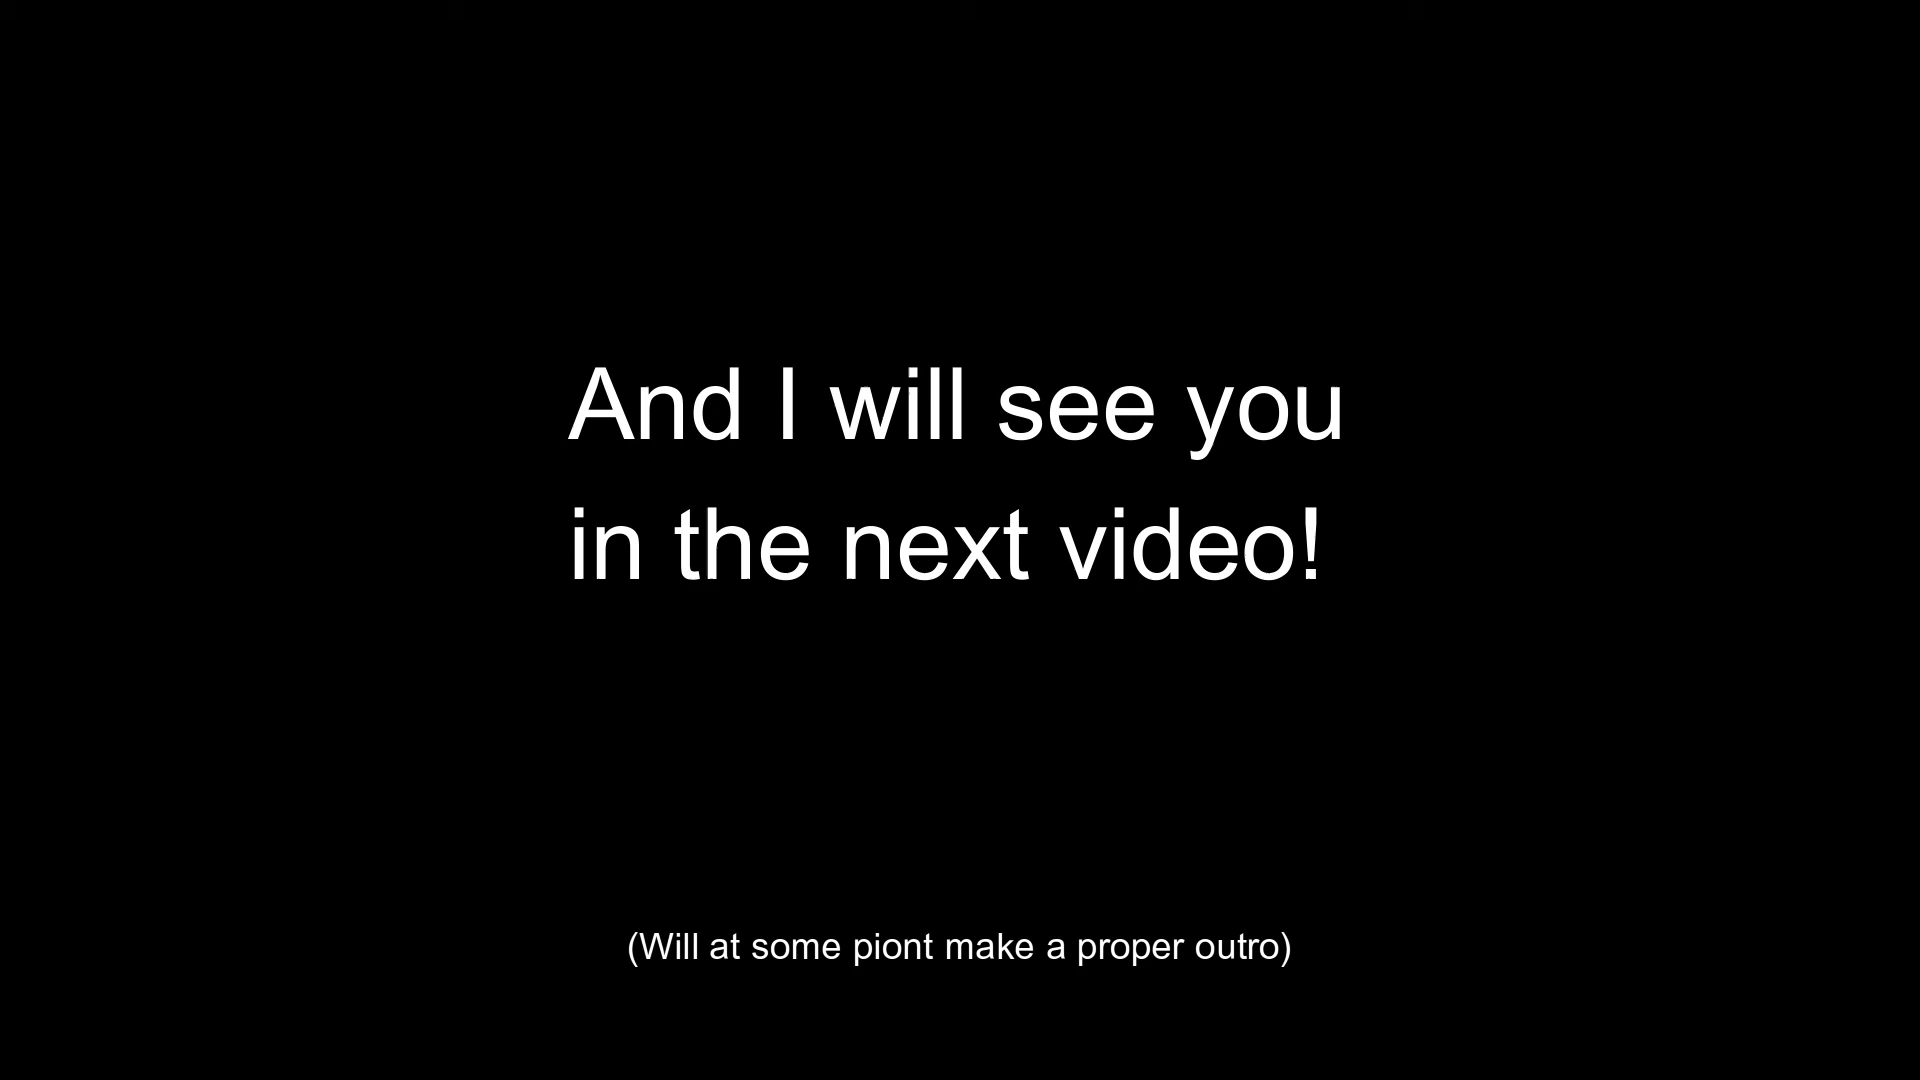 And I will see you
in the next video!
(Will at some piont make a proper outro)